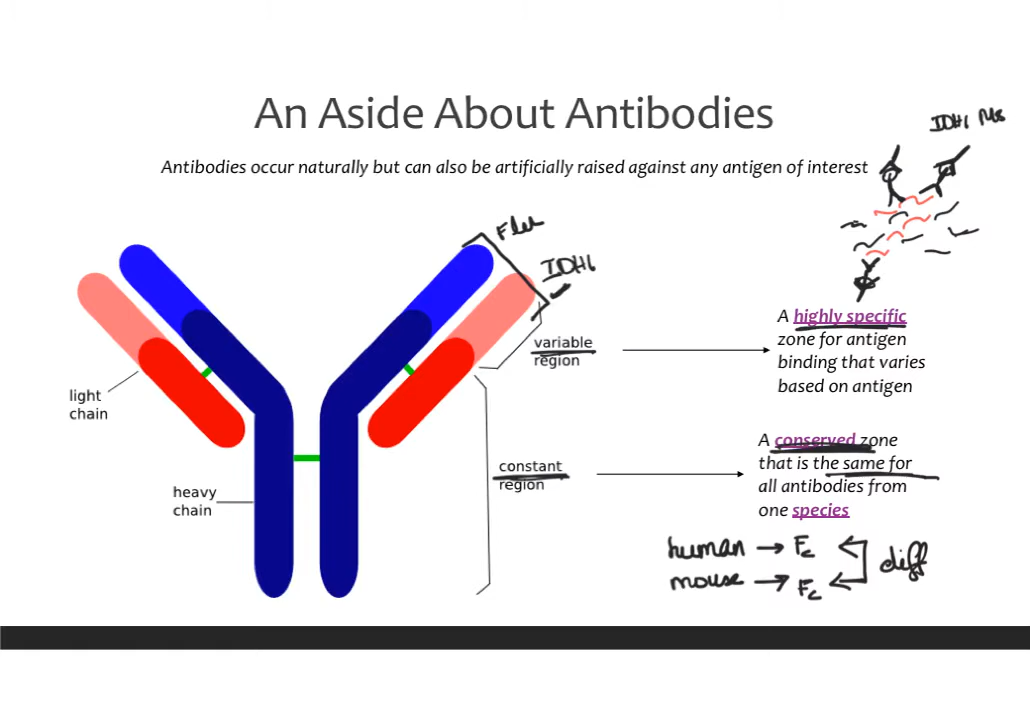 An Aside About Antibodies
IDH1 Ms
Antibodies occur naturally but can also be artificially raised against any antigen of interest
Flu
IDH1
variable
region
A highly specific
zone for antigen
binding that varies
based on antigen
light
chain
constant
region
A conserved zone
that is the same for
all antibodies from
one species
heavy
chain
human → Fc
diff
mouse → Fc